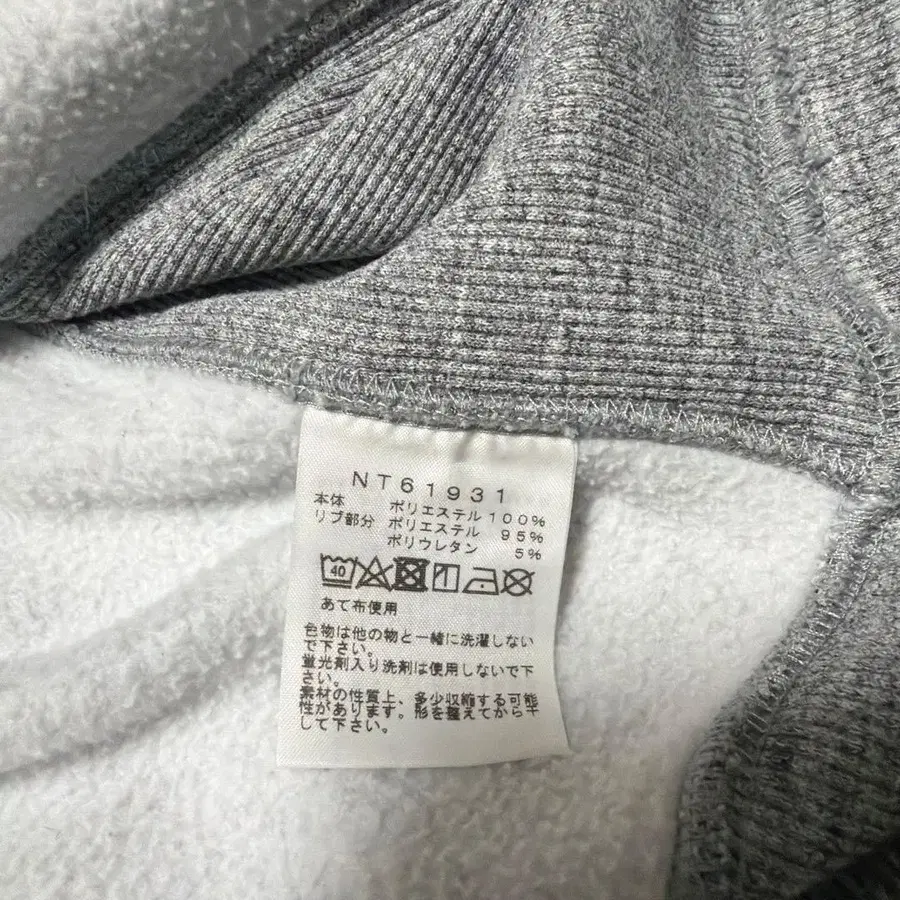 NT61931
本体 ポリエステル 100%
リブ部分 ポリエステル 95%
ポリウレタン 5%
40
あて布使用
色物は他の物と一緒に洗濯しない
で下さい。
蛍光剤入り洗剤は使用しないで下
さい。
素材の性質上、多少収縮する可能
性があります。形を整えてから干
して下さい。